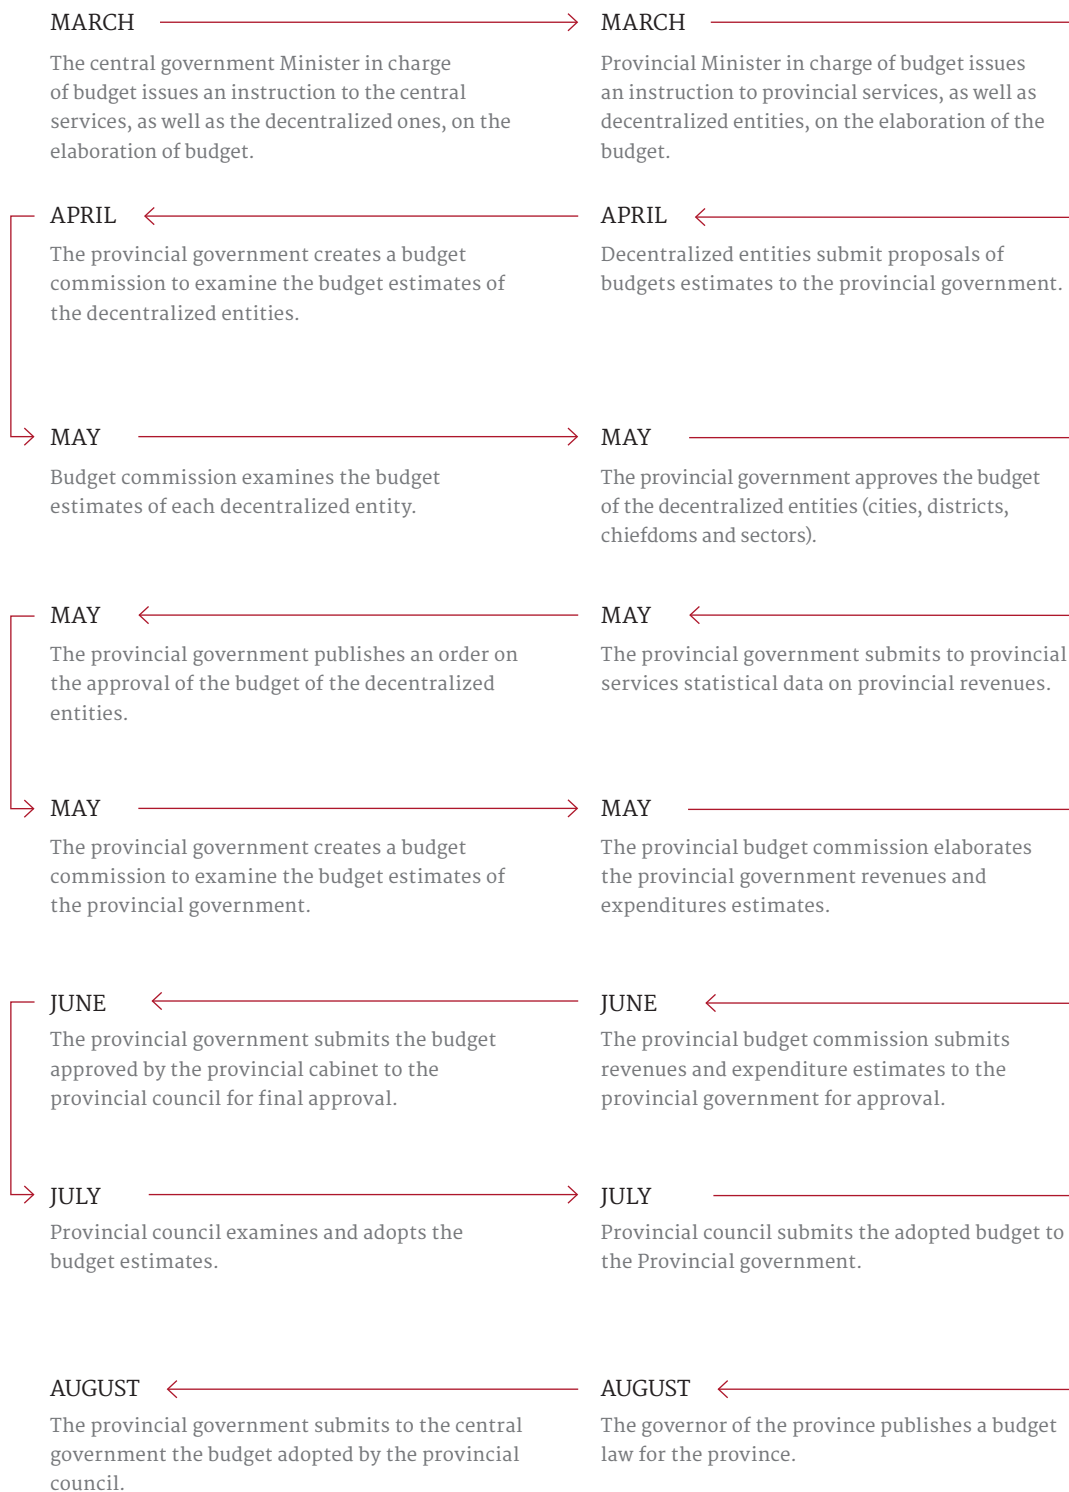 MARCH
The central government Minister in charge
of budget issues an instruction to the central
services, as well as the decentralized ones, on the
elaboration of budget.
MARCH
Provincial Minister in charge of budget issues
an instruction to provincial services, as well as
decentralized entities, on the elaboration of the
budget.
APRIL
The provincial government creates a budget
commission to examine the budget estimates of
the decentralized entities.
APRIL
Decentralized entities submit proposals of
budgets estimates to the provincial government.
MAY
Budget commission examines the budget
estimates of each decentralized entity.
MAY
The provincial government approves the budget
of the decentralized entities (cities, districts,
chiefdoms and sectors).
MAY
The provincial government publishes an order on
the approval of the budget of the decentralized
entities.
MAY
The provincial government submits to provincial
services statistical data on provincial revenues.
MAY
The provincial government creates a budget
commission to examine the budget estimates of
the provincial government.
MAY
The provincial budget commission elaborates
the provincial government revenues and
expenditures estimates.
JUNE
The provincial government submits the budget
approved by the provincial cabinet to the
provincial council for final approval.
JUNE
The provincial budget commission submits
revenues and expenditure estimates to the
provincial government for approval.
JULY
Provincial council examines and adopts the
budget estimates.
JULY
Provincial council submits the adopted budget to
the Provincial government.
AUGUST
The provincial government submits to the central
government the budget adopted by the provincial
council.
AUGUST
The governor of the province publishes a budget
law for the province.